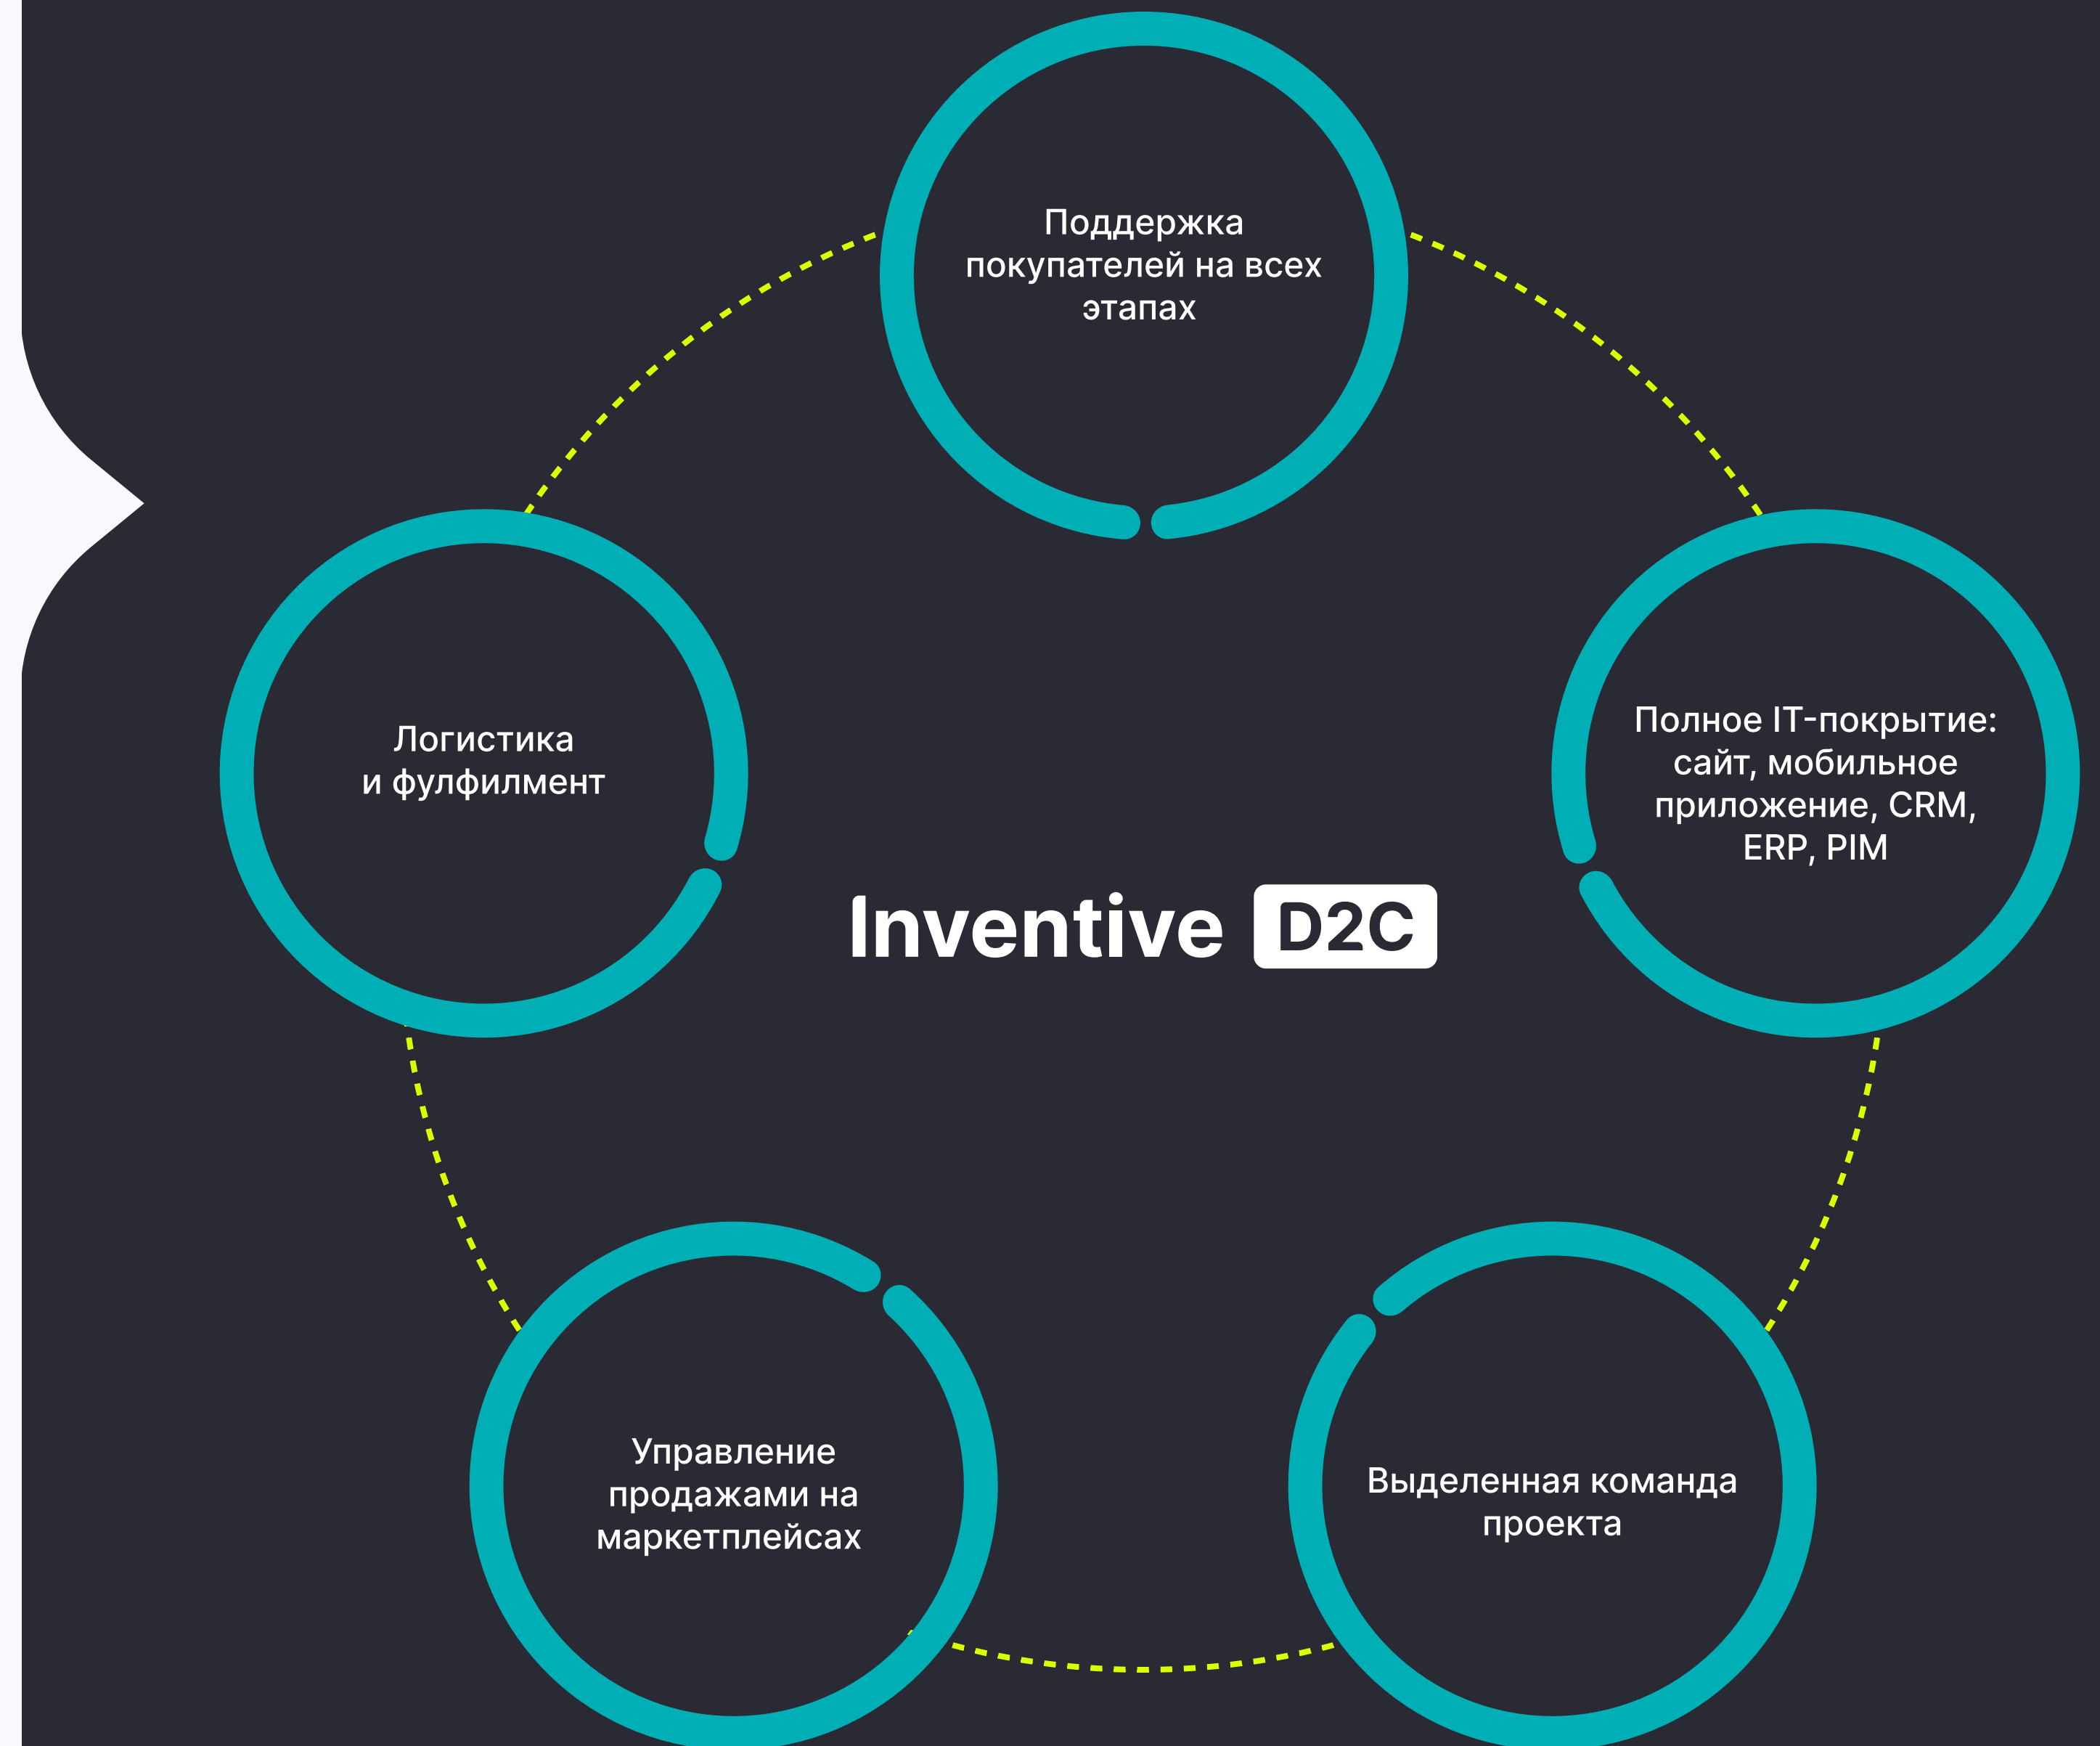 Поддержка
покупателей на всех
этапах
Логистика
и фулфилмент
Полное IT-покрытие:
сайт, мобильное
приложение, CRM,
ERP, PIM
Inventive D2C
Управление
продажами на
маркетплейсах
Выделенная команда
проекта